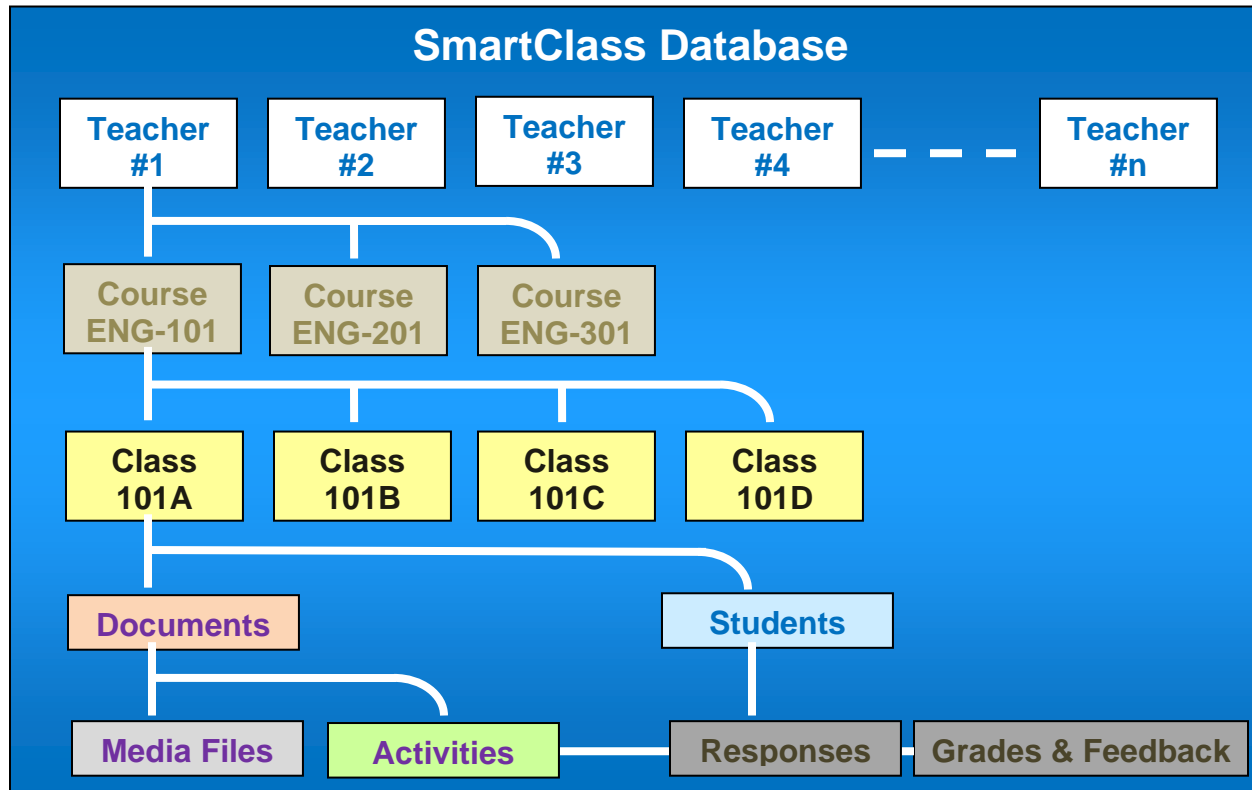 SmartClass Database
Teacher
#1
Teacher
#2
Teacher
#3
Teacher
#4
Teacher
#n
Course
ENG-101
Course
ENG-201
Course
ENG-301
Class
101A
Class
101B
Class
101C
Class
101D
Documents
Students
Media Files
Activities
Responses
Grades & Feedback